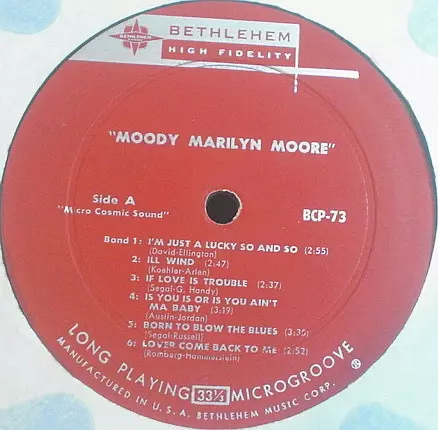 BETHLEHEM
BETHLEHEM
HIGH FIDELITY
"MOODY MARILYN MOORE"
Side A
"Micro Cosmic Sound"
BCP-73
Band 1: I'M JUST A LUCKY SO AND SO (2:55)
(David-Ellington)
2: ILL WIND (2:47)
(Koehler-Arlen)
3: IF LOVE IS TROUBLE (2:37)
(Segal-G. Handy)
4: IS YOU IS OR IS YOU AIN'T
MA BABY (3:19)
(Austin-Jordan)
5: BORN TO BLOW THE BLUES (3:35)
(Segal-Russell)
6: LOVER COME BACK TO ME (2:52)
(Romberg-Hammerstein)
LONG PLAYING 33⅓ MICROGROOVE ®
MANUFACTURED IN U.S.A. BETHLEHEM MUSIC CORP.